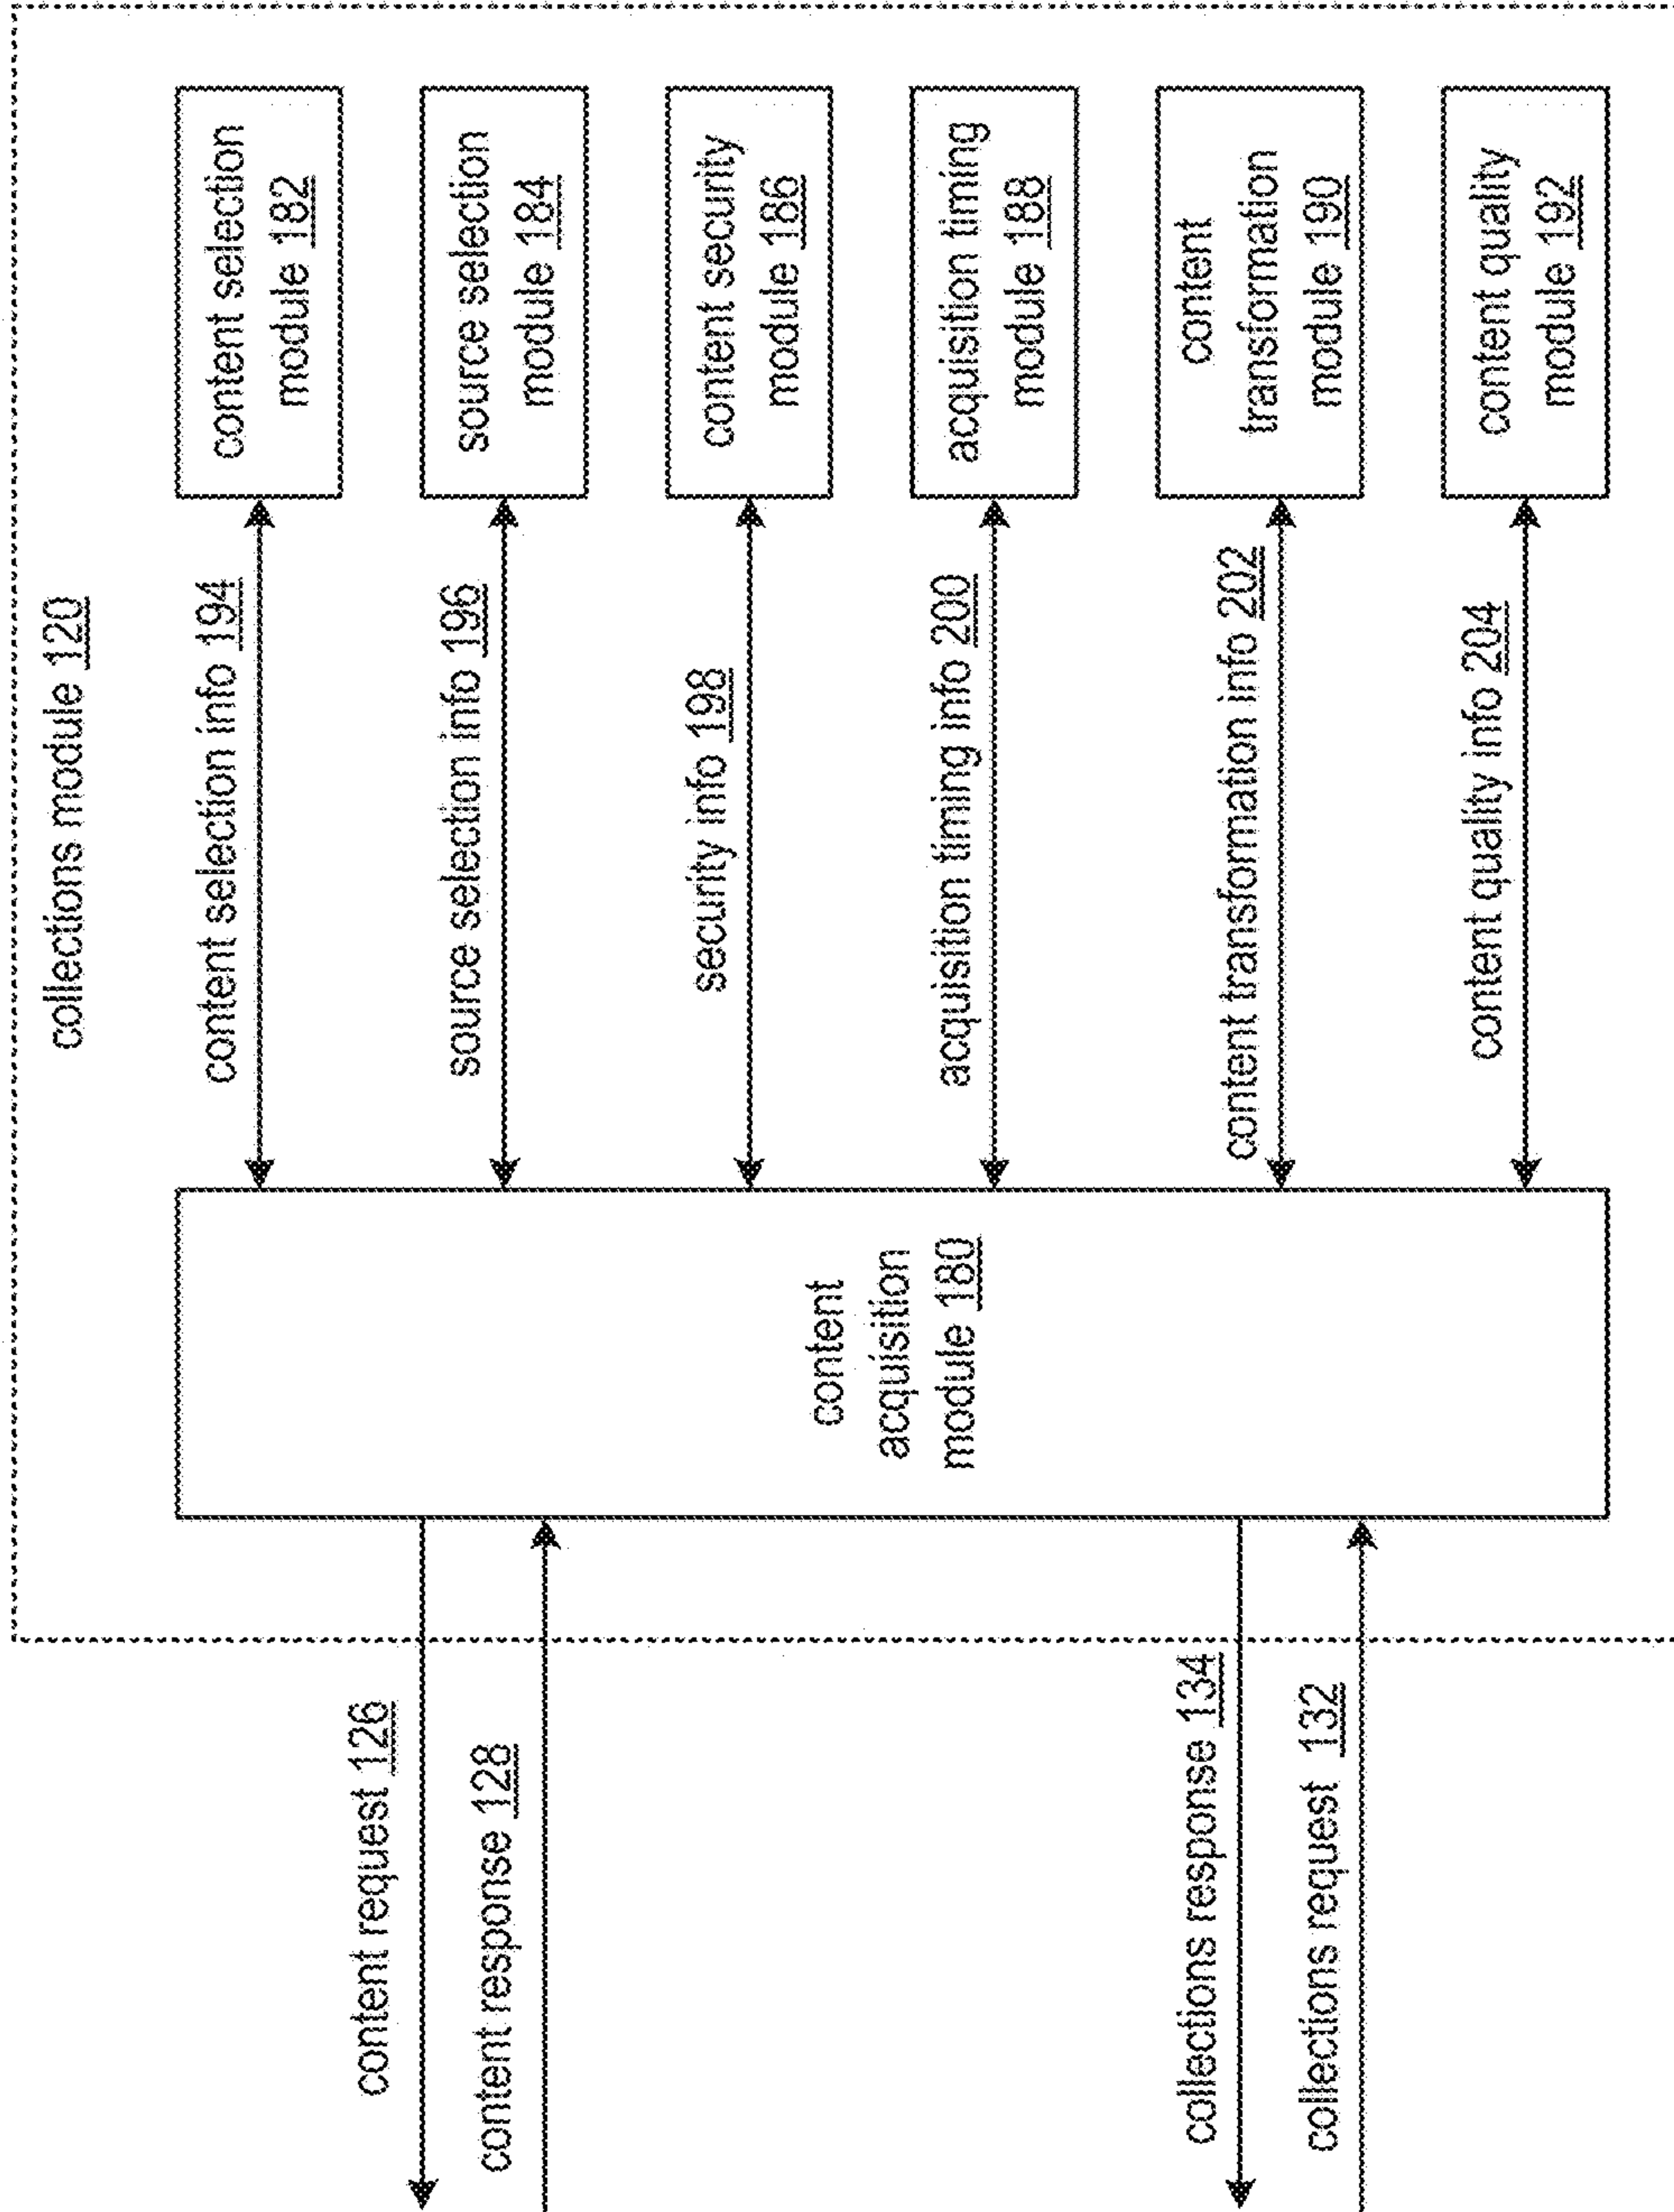 collections module 120
content selection
module 182
content selection info 194
source selection
module 184
source selection info 196
content security
module 186
security info 198
acquisition timing
module 188
acquisition timing info 200
content
transformation
module 190
content transformation info 202
content quality
module 192
content quality info 204
content
acquisition
module 180
content request 126
content response 128
collections response 134
collections request 132